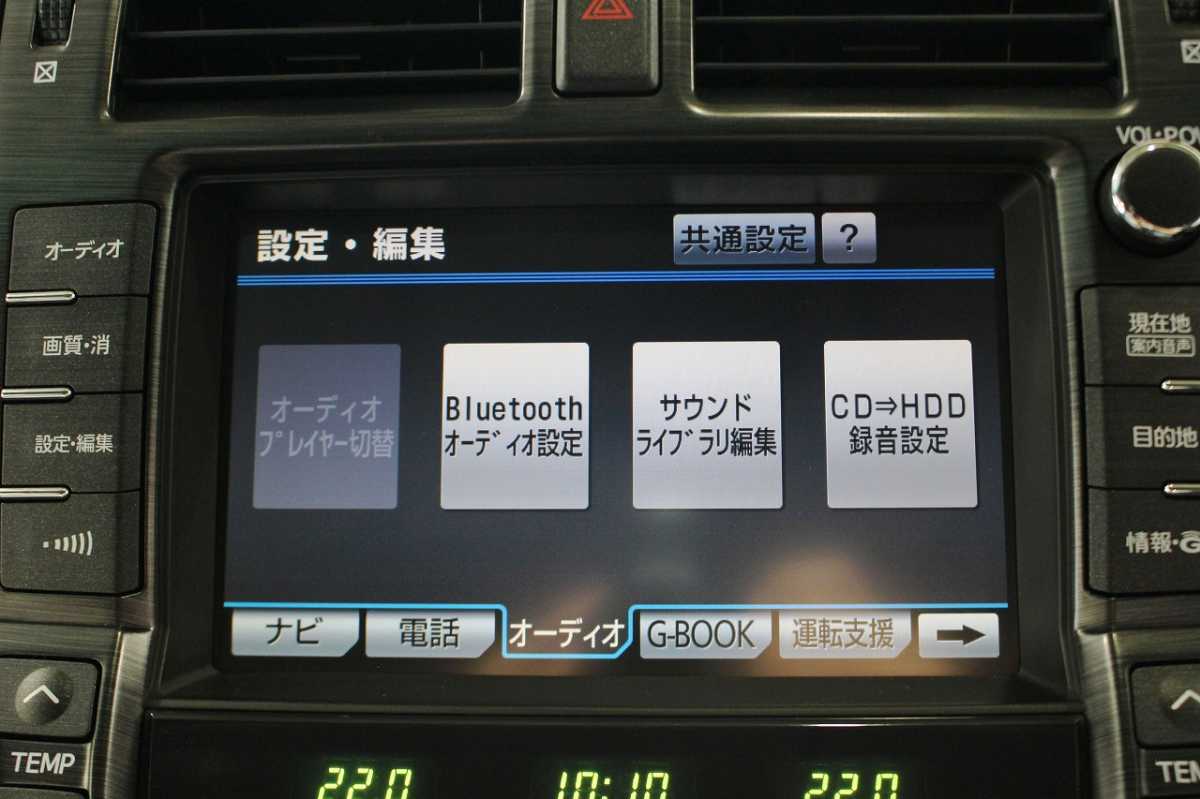 VOL・POW
オーディオ
画質・消
設定・編集
設定・編集
共通設定
?
オーディオ
プレイヤー切替
Bluetooth
オーディオ設定
サウンド
ライブラリ編集
CD⇒HDD
録音設定
ナビ
電話
オーディオ
G-BOOK
運転支援
現在地
案内音声
目的地
情報・G
TEMP
22.0
10:10
22.0
TEM